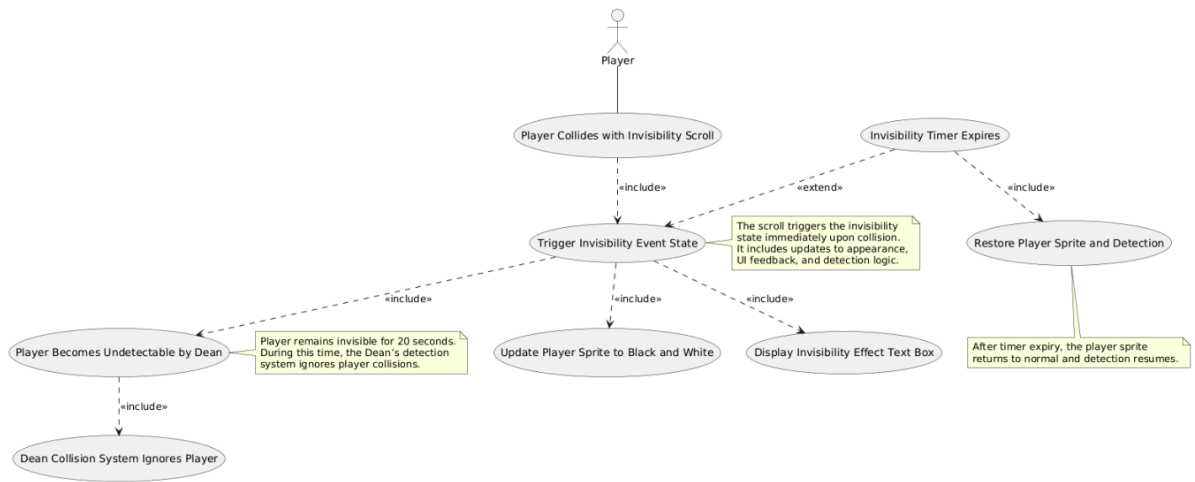 Player
Player Collides with Invisibility Scroll
Invisibility Timer Expires
«include»
«extend»
«include»
Trigger Invisibility Event State
The scroll triggers the invisibility
state immediately upon collision.
It includes updates to appearance,
UI feedback, and detection logic.
Restore Player Sprite and Detection
«include»
«include»
«include»
Player Becomes Undetectable by Dean
Player remains invisible for 20 seconds.
During this time, the Dean's detection
system ignores player collisions.
Update Player Sprite to Black and White
Display Invisibility Effect Text Box
After timer expiry, the player sprite
returns to normal and detection resumes.
«include»
Dean Collision System Ignores Player